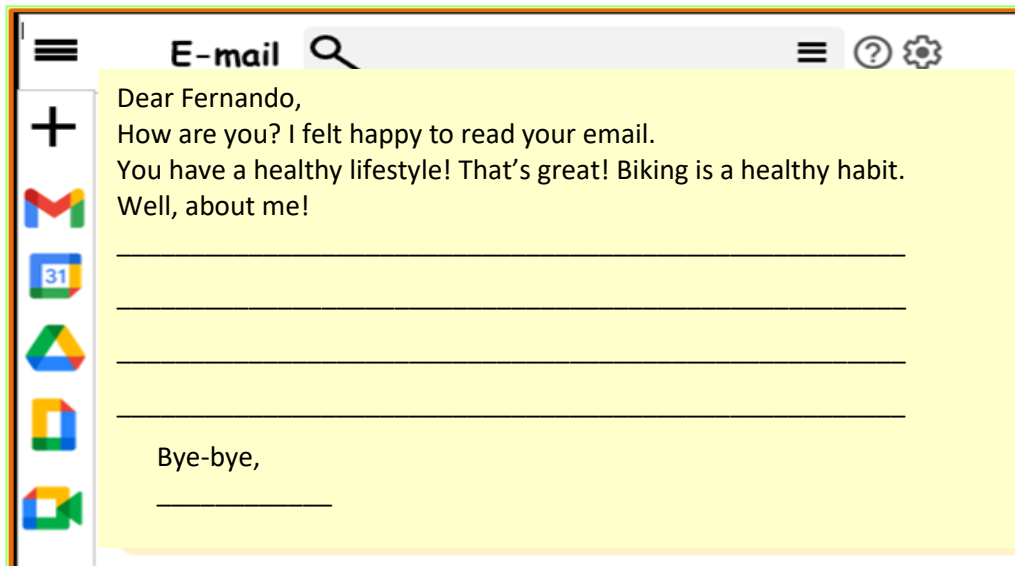 E-mail
31
Dear Fernando,
How are you? I felt happy to read your email.
You have a healthy lifestyle! That’s great! Biking is a healthy habit.
Well, about me!
Bye-bye,